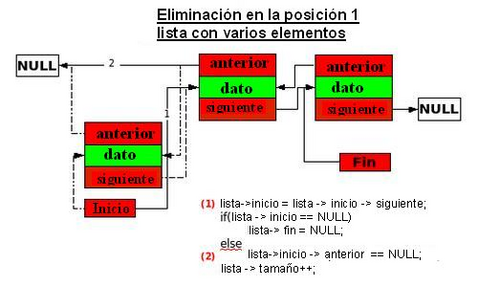 Eliminación en la posición 1
lista con varios elementos
NULL
2
anterior
dato
siguiente
anterior
dato
siguiente
NULL
1
anterior
dato
siguiente
Inicio
Fin
(1) lista->inicio = lista -> inicio -> siguiente;
if(lista -> inicio == NULL)
lista-> fin = NULL;
else
(2) lista->inicio -> anterior == NULL;
lista -> tamaño++;